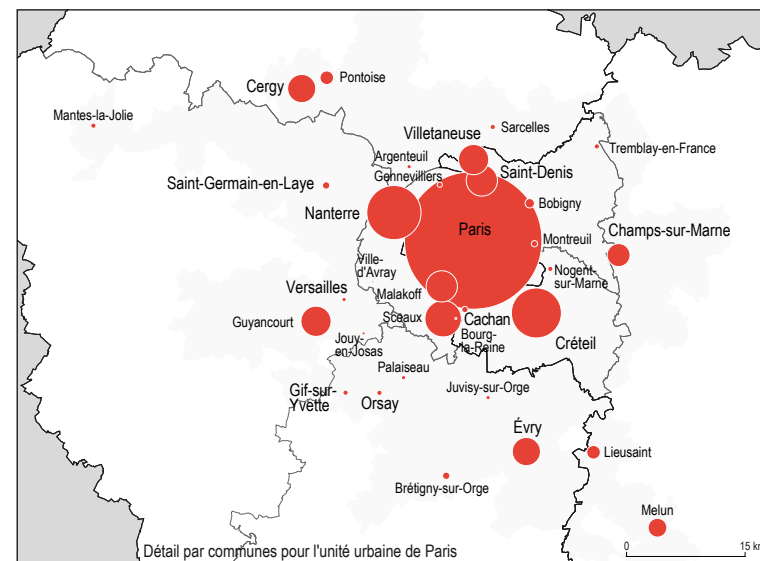 Pontoise
Cergy
Mantes-la-Jolie
Villetaneuse
Sarcelles
Argenteuil
Tremblay-en-France
Gennevilliers
Saint-Denis
Saint-Germain-en-Laye
Nanterre
Bobigny
Paris
Champs-sur-Marne
Montreuil
Ville-
d'Avray
Nogent
-sur-Marne
Versailles
Malakoff
Guyancourt
Sceaux
Cachan
Bourg-
la-Reine
Créteil
Jouy-
en-Josas
Palaiseau
Gif-sur-
Yvette
Orsay
Juvisy-sur-Orge
Évry
Lieusaint
Brétigny-sur-Orge
Melun
Détail par communes pour l'unité urbaine de Paris
0 15 km